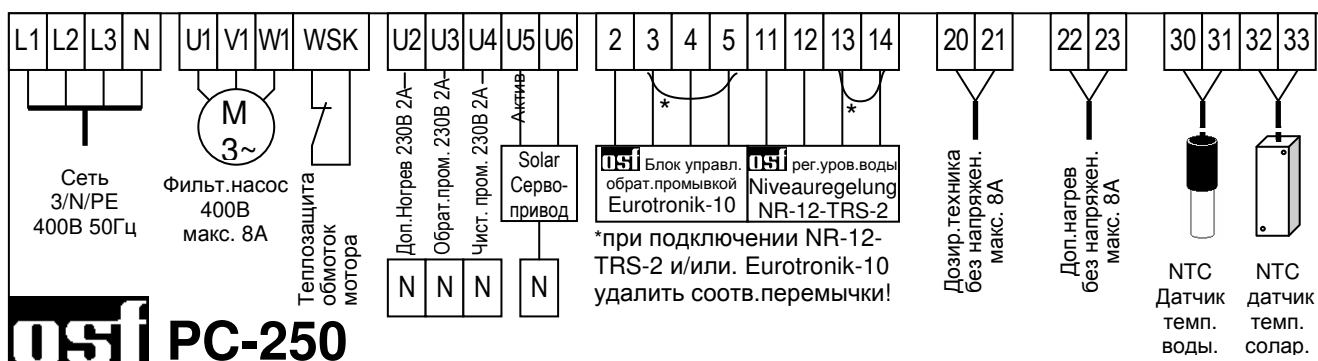 L1 L2 L3 N U1 V1 W1 WSK U2 U3 U4 U5 U6 2 3 4 5 11 12 13 14 20 21 22 23 30 31 32 33
M
3~
Сеть
3/N/PE
400В 50Гц
Фильт.насос
400В
макс. 8А
Теплозащита
обмоток
мотора
Доп.Нотрев 230В 2А
Обрат.пром. 230В 2А
Чист. пром. 230В 2А
Актив
N N N
Solar
Серво-
привод
N
* *
osf Блок управл.
обрат.промывкой
Eurotronik-10
osf рег.уров.воды
Niveauregelung
NR-12-TRS-2
*при подключении NR-12-
TRS-2 и/или. Eurotronik-10
удалить соотв.перемычки!
Дозир.техника
без напряжен.
макс. 8А
Доп.нагрев
без напряжен.
макс. 8А
NTC
Датчик
темп.
воды.
NTC
датчик
темп.
солар.
osf PC-250